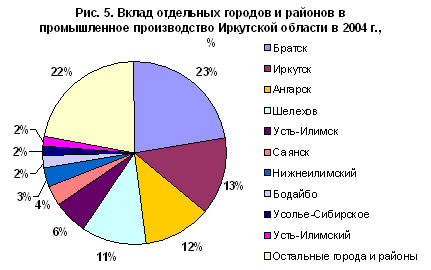 Рис. 5. Вклад отдельных городов и районов в
промышленное производство Иркутской области в 2004 г.,
%
Братск
Иркутск
Ангарск
Шелехов
Усть-Илимск
Саянск
Нижнеилимский
Бодайбо
Усолье-Сибирское
Усть-Илимский
Остальные города и районы
23%
13%
12%
11%
6%
4%
3%
2%
2%
2%
22%